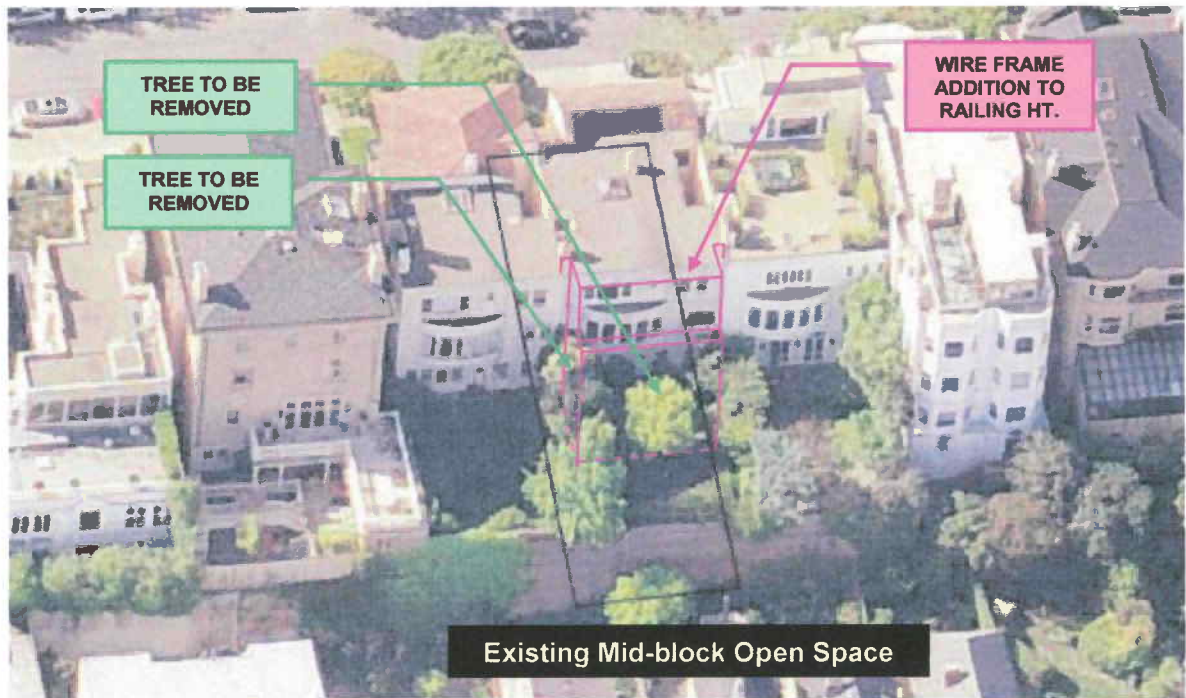 TREE TO BE
REMOVED
TREE TO BE
REMOVED
WIRE FRAME
ADDITION TO
RAILING HT.
Existing Mid-block Open Space